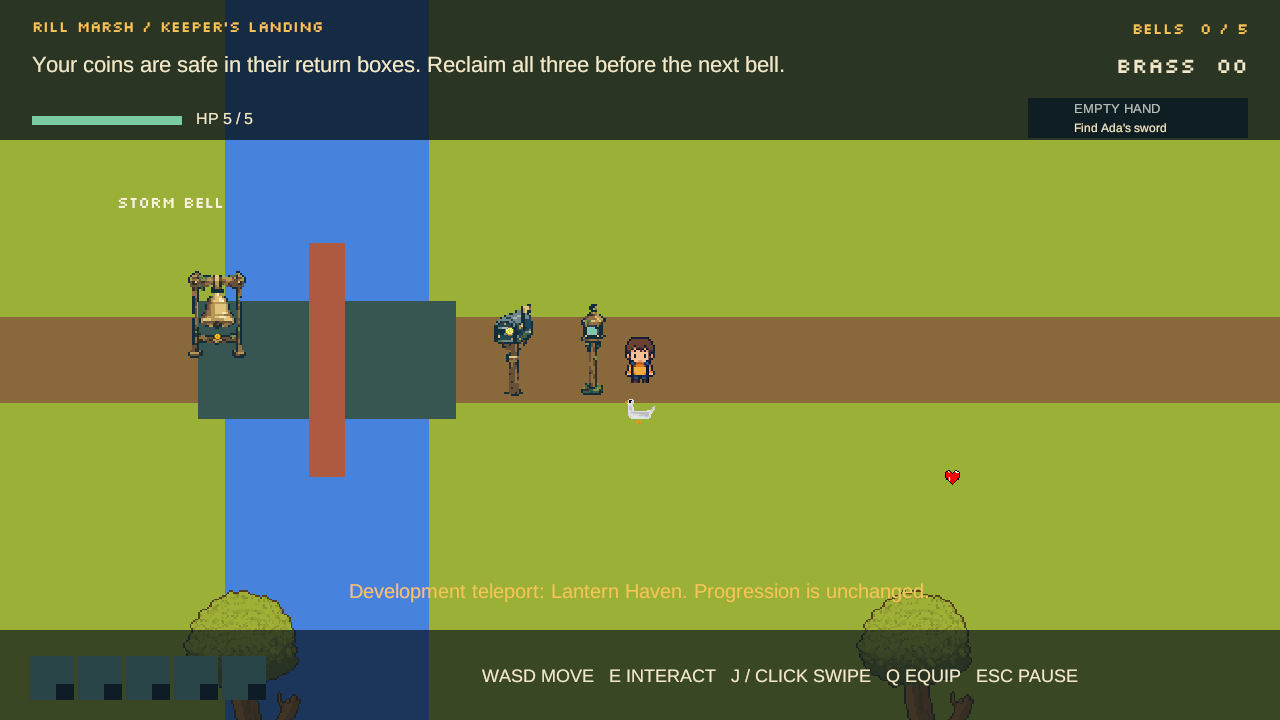 RILL MARSH / KEEPER'S LANDING
BELLS 0 / 5
Your coins are safe in their return boxes. Reclaim all three before the next bell.
BRASS 00
HP 5 / 5
EMPTY HAND
Find Ada's sword
STORM BELL
Development teleport: Lantern Haven. Progression is unchanged.
WASD MOVE E INTERACT J / CLICK SWIPE Q EQUIP ESC PAUSE